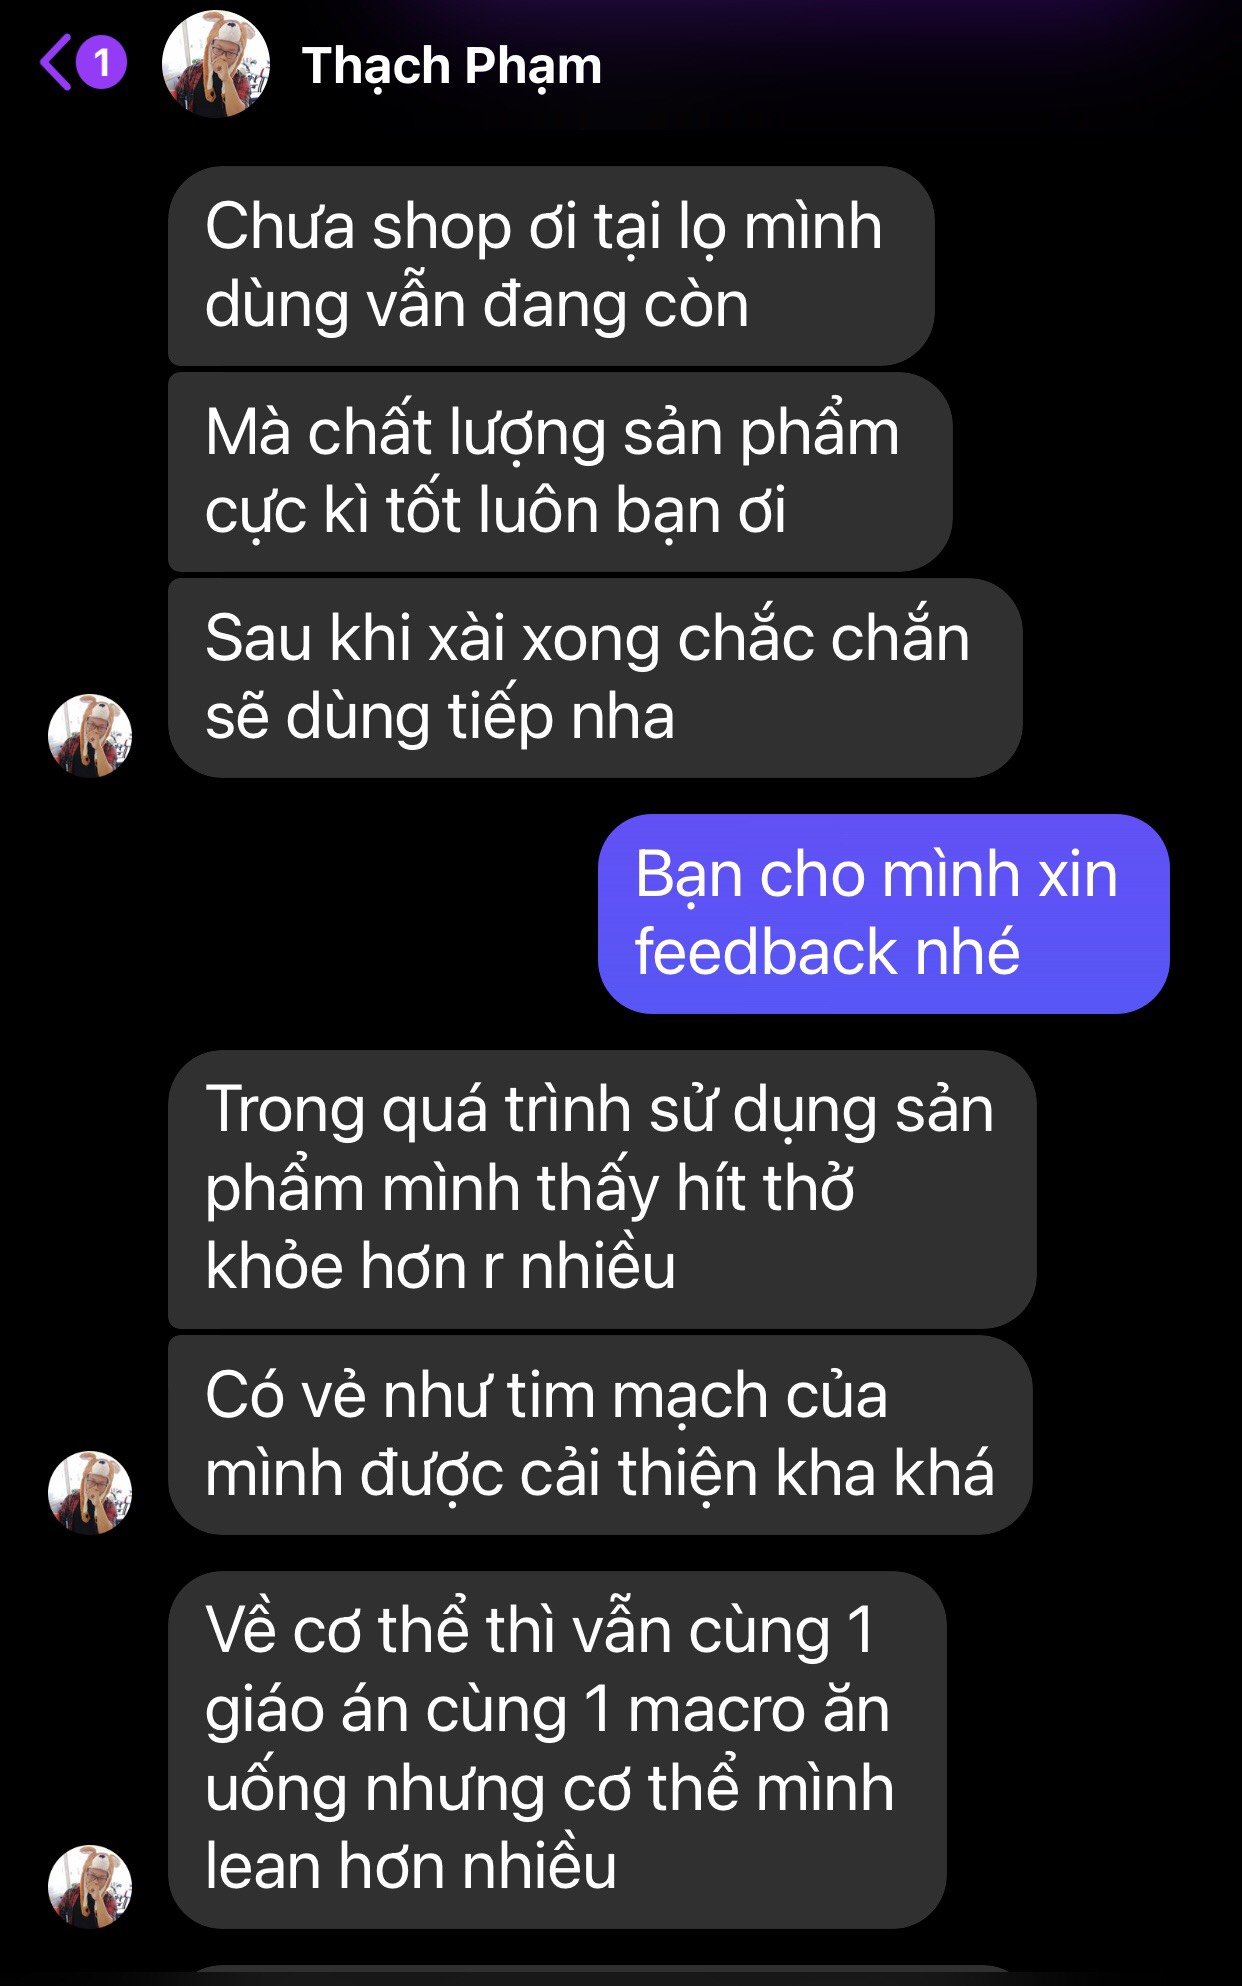 1
Thạch Phạm
Chưa shop ơi tại lọ mình
dùng vẫn đang còn
Mà chất lượng sản phẩm
cực kì tốt luôn bạn ơi
Sau khi xài xong chắc chắn
sẽ dùng tiếp nha
Bạn cho mình xin
feedback nhé
Trong quá trình sử dụng sản
phẩm mình thấy hít thở
khỏe hơn r nhiều
Có vẻ như tim mạch của
mình được cải thiện kha khá
Về cơ thể thì vẫn cùng 1
giáo án cùng 1 macro ăn
uống nhưng cơ thể mình
lean hơn nhiều